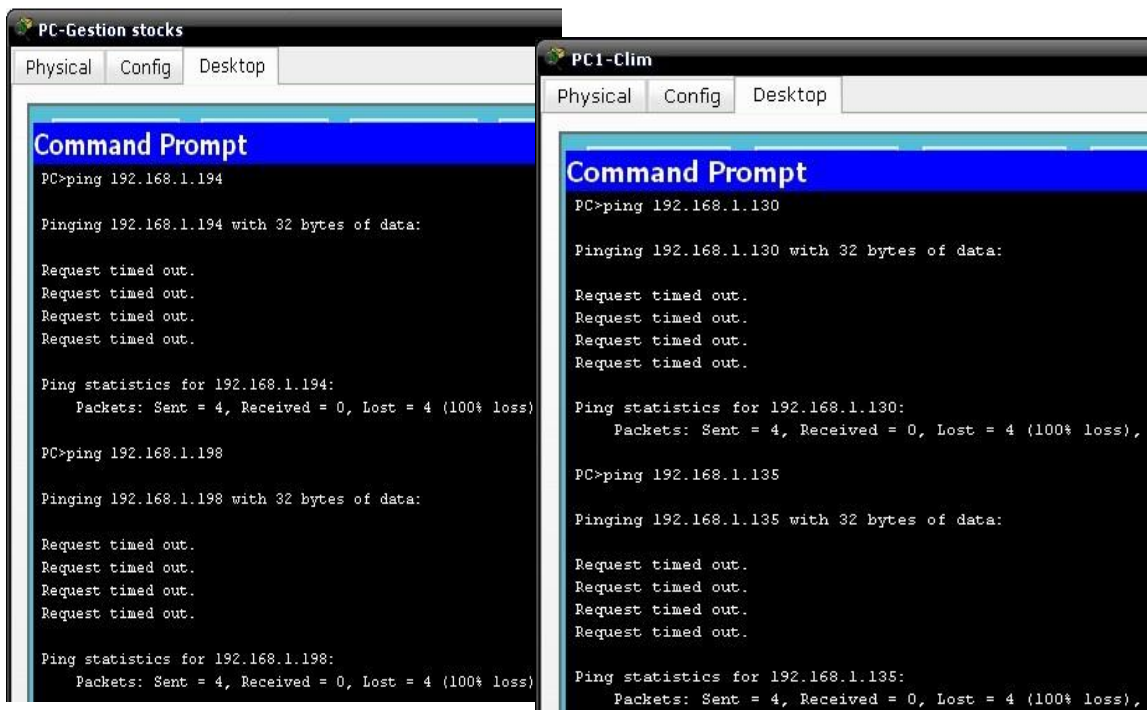 PC-Gestion stocks
Physical Config Desktop
Command Prompt
PC>ping 192.168.1.194
Pinging 192.168.1.194 with 32 bytes of data:
Request timed out.
Request timed out.
Request timed out.
Request timed out.
Ping statistics for 192.168.1.194:
Packets: Sent = 4, Received = 0, Lost = 4 (100% loss)
PC>ping 192.168.1.198
Pinging 192.168.1.198 with 32 bytes of data:
Request timed out.
Request timed out.
Request timed out.
Request timed out.
Ping statistics for 192.168.1.198:
Packets: Sent = 4, Received = 0, Lost = 4 (100% loss)
PC1-Clim
Physical Config Desktop
Command Prompt
PC>ping 192.168.1.130
Pinging 192.168.1.130 with 32 bytes of data:
Request timed out.
Request timed out.
Request timed out.
Request timed out.
Ping statistics for 192.168.1.130:
Packets: Sent = 4, Received = 0, Lost = 4 (100% loss),
PC>ping 192.168.1.135
Pinging 192.168.1.135 with 32 bytes of data:
Request timed out.
Request timed out.
Request timed out.
Request timed out.
Ping statistics for 192.168.1.135:
Packets: Sent = 4, Received = 0, Lost = 4 (100% loss),